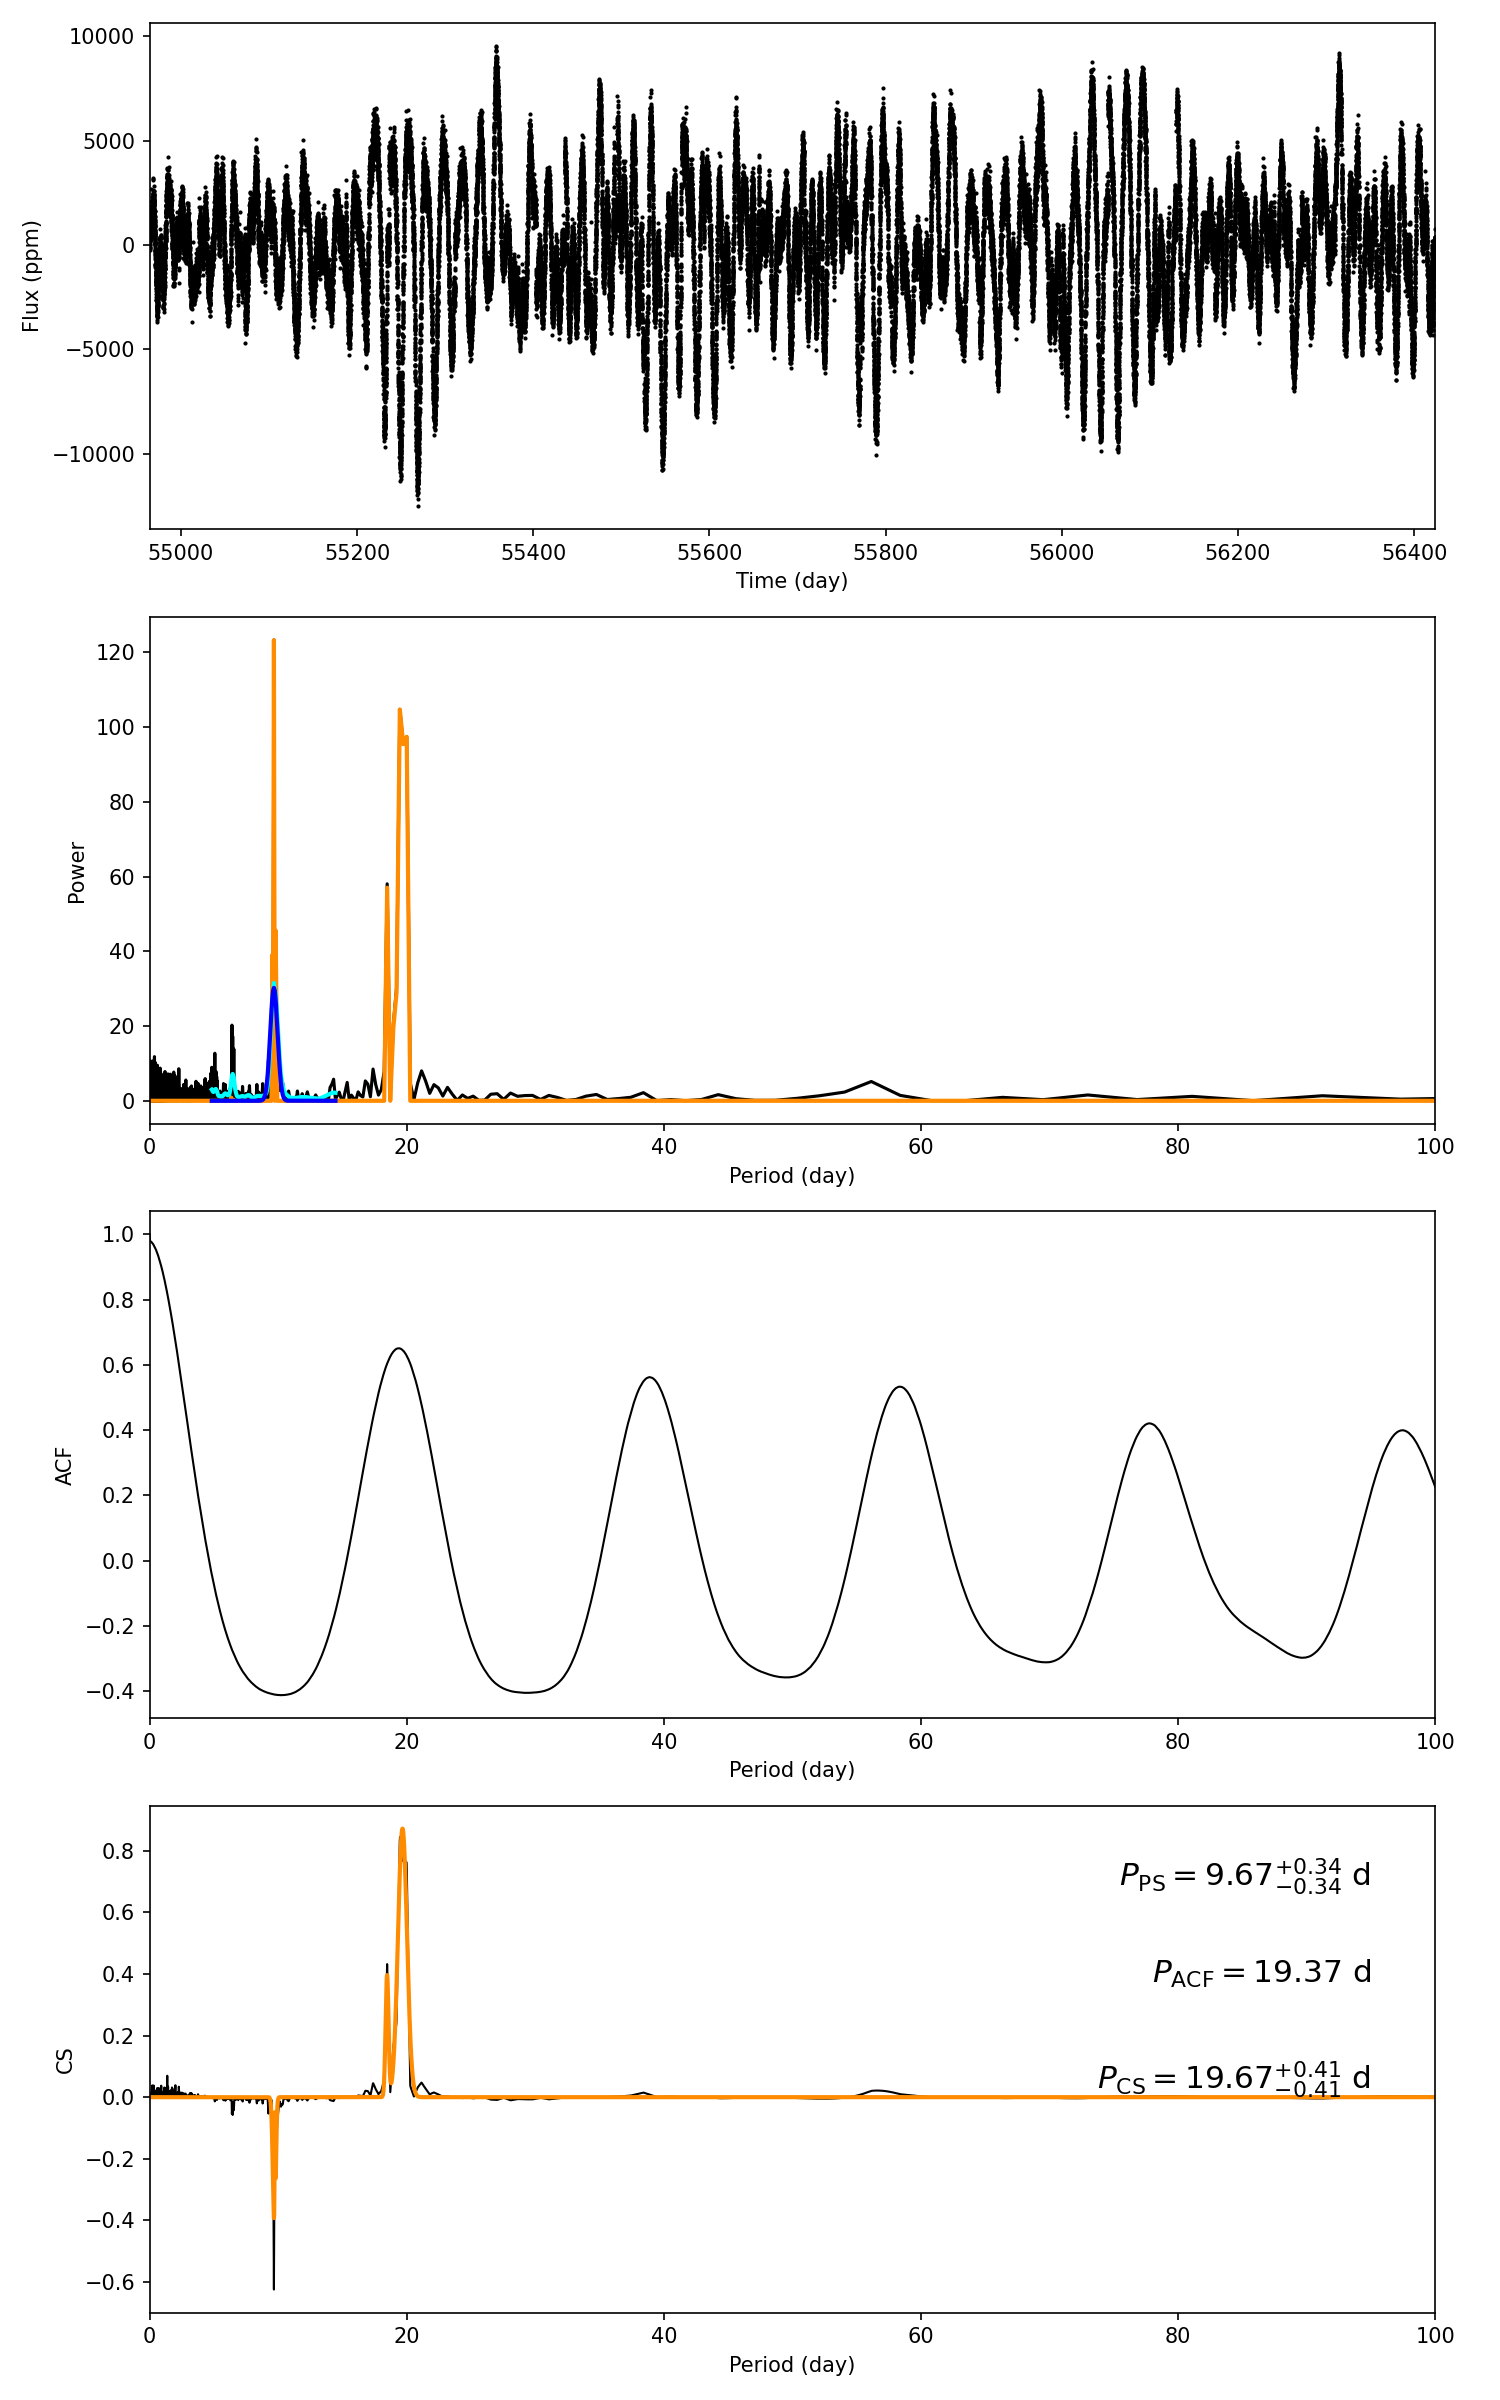 10000
5000
0
−5000
−10000
Flux (ppm)
55000 55200 55400 55600 55800 56000 56200 56400
Time (day)
120
100
80
60
40
20
0
Power
0 20 40 60 80 100
Period (day)
1.0
0.8
0.6
0.4
0.2
0.0
−0.2
−0.4
ACF
0 20 40 60 80 100
Period (day)
0.8
0.6
0.4
0.2
0.0
−0.2
−0.4
−0.6
CS
P_PS = 9.67^{+0.34}_{−0.34} d
P_ACF = 19.37 d
P_CS = 19.67^{+0.41}_{−0.41} d
0 20 40 60 80 100
Period (day)